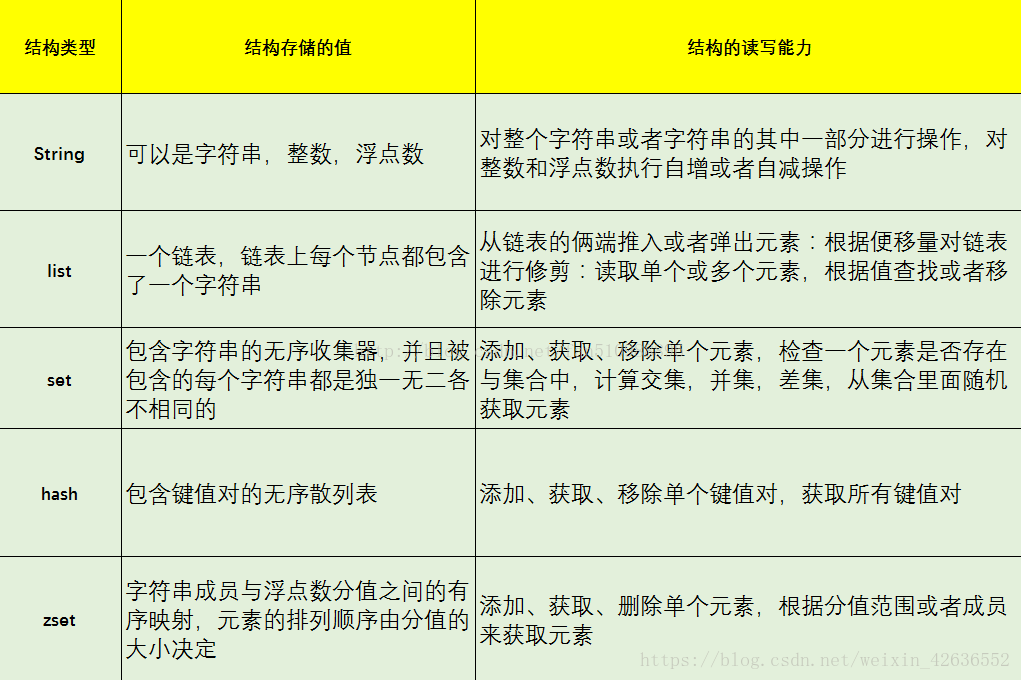 结构类型
结构存储的值
结构的读写能力
String
可以是字符串，整数，浮点数
对整个字符串或者字符串的其中一部分进行操作，对
整数和浮点数执行自增或者自减操作
list
一个链表，链表上每个节点都包含
了一个字符串
从链表的俩端推入或者弹出元素：根据便移量对链表
进行修剪：读取单个或多个元素，根据值查找或者移
除元素
set
包含字符串的无序收集器，并且被
包含的每个字符串都是独一无二各
不相同的
添加、获取、移除单个元素，检查一个元素是否存在
与集合中，计算交集，并集，差集，从集合里面随机
获取元素
hash
包含键值对的无序散列表
添加、获取、移除单个键值对，获取所有键值对
zset
字符串成员与浮点数分值之间的有
序映射，元素的排列顺序由分值的
大小决定
添加、获取、删除单个元素，根据分值范围或者成员
来获取元素
https://blog.csdn.net/weixin_42636552